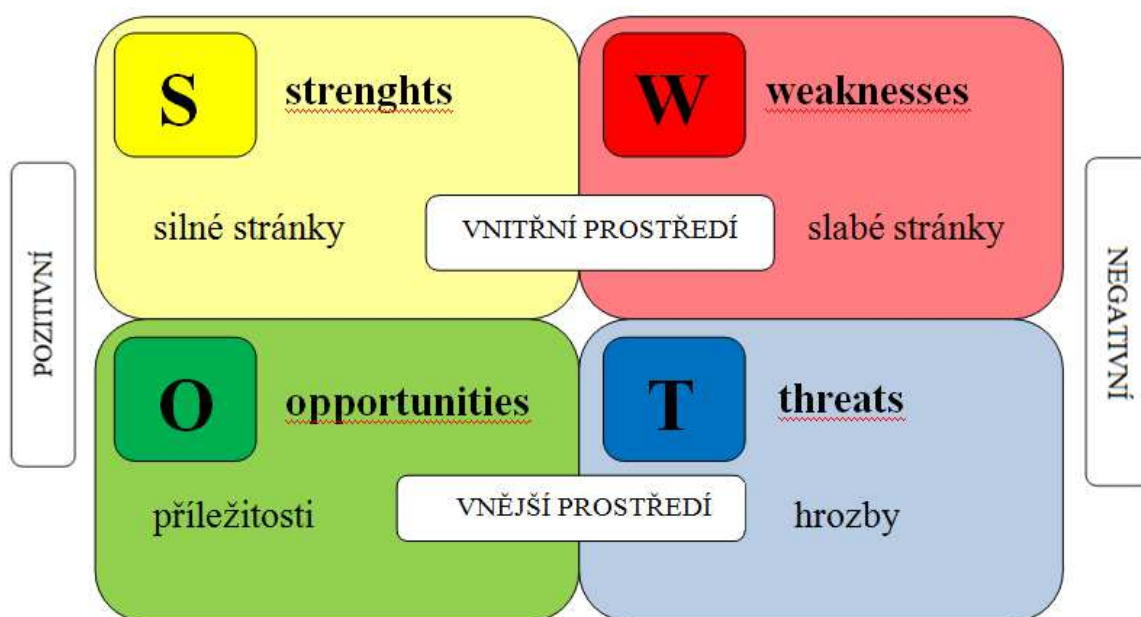 S
strenghts
W
weaknesses
silné stránky
VNITŘNÍ PROSTŘEDÍ
slabé stránky
POZITIVNÍ
NEGATIVNÍ
O
opportunities
T
threats
příležitosti
VNĚJŠÍ PROSTŘEDÍ
hrozby